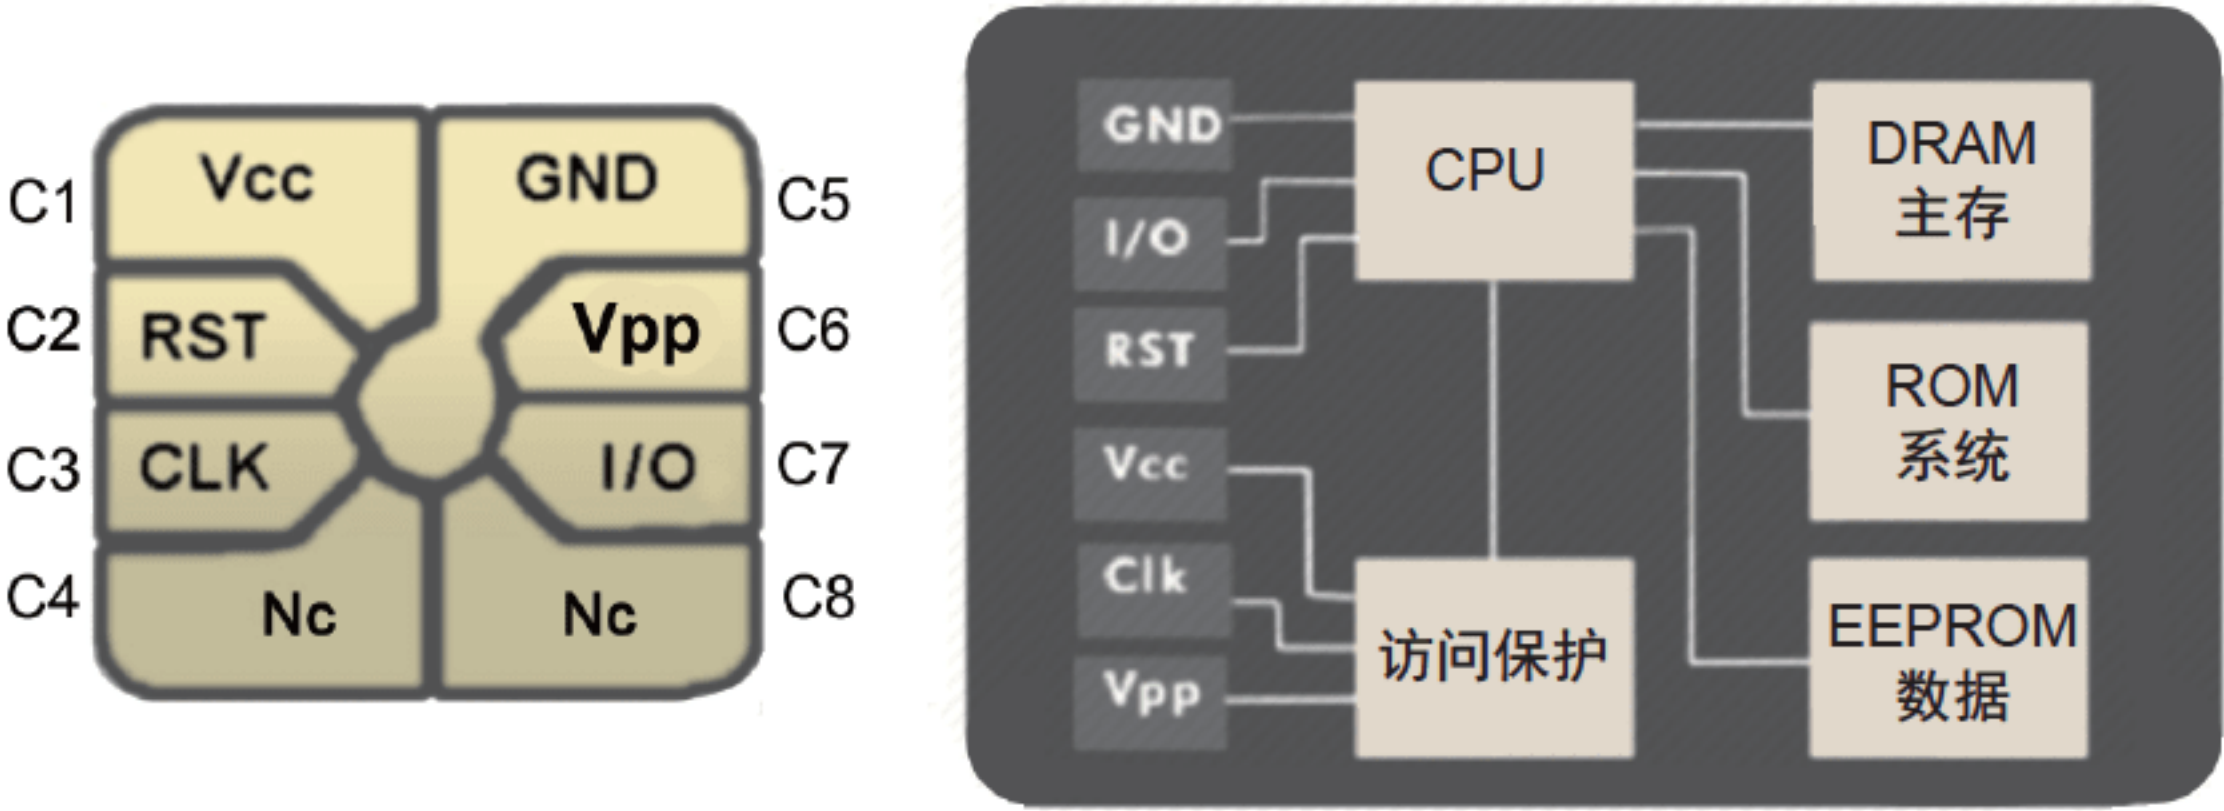 C1
Vcc
GND
C5
C2
RST
Vpp
C6
C3
CLK
I/O
C7
C4
Nc
Nc
C8
GND
I/O
RST
Vcc
Clk
Vpp
CPU
访问保护
DRAM
主存
ROM
系统
EEPROM
数据